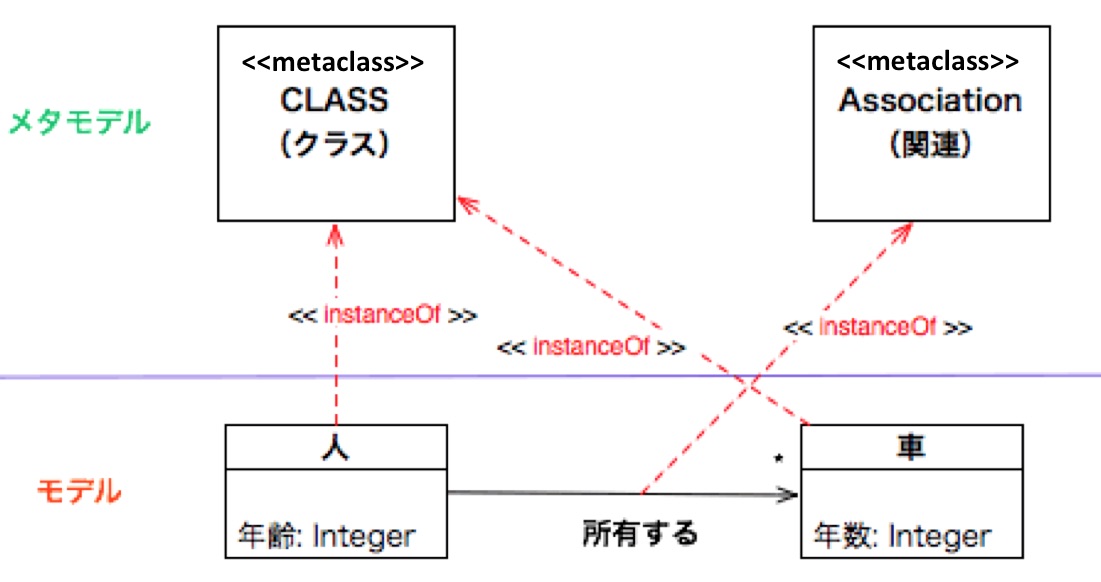 <<metaclass>>
CLASS
(クラス)
<<metaclass>>
Association
(関連)
メタモデル
<< instanceOf >>
<< instanceOf >>
<< instanceOf >>
モデル
人
年齢: Integer
*
所有する
車
年数: Integer